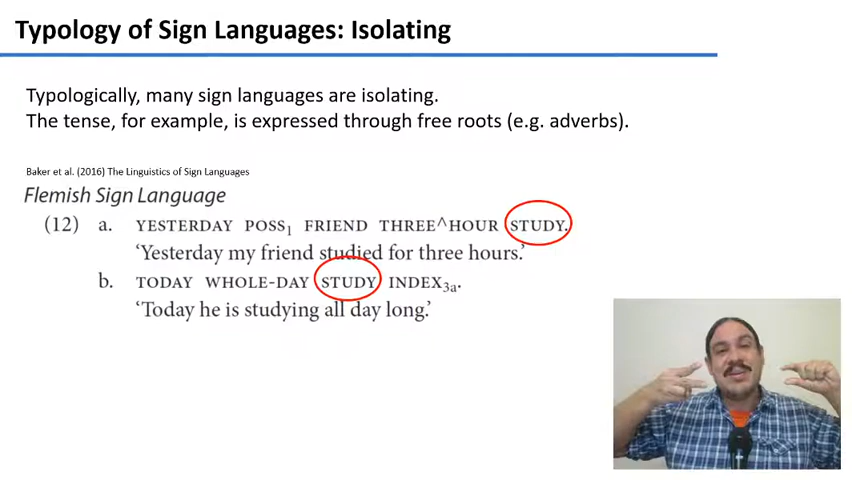 Typology of Sign Languages: Isolating
Typologically, many sign languages are isolating.
The tense, for example, is expressed through free roots (e.g. adverbs).
Baker et al. (2016) The Linguistics of Sign Languages
Flemish Sign Language
(12) a. YESTERDAY POSS₁ FRIEND THREE^HOUR STUDY.
‘Yesterday my friend studied for three hours.’
b. TODAY WHOLE-DAY STUDY INDEX₃ₐ.
‘Today he is studying all day long.’